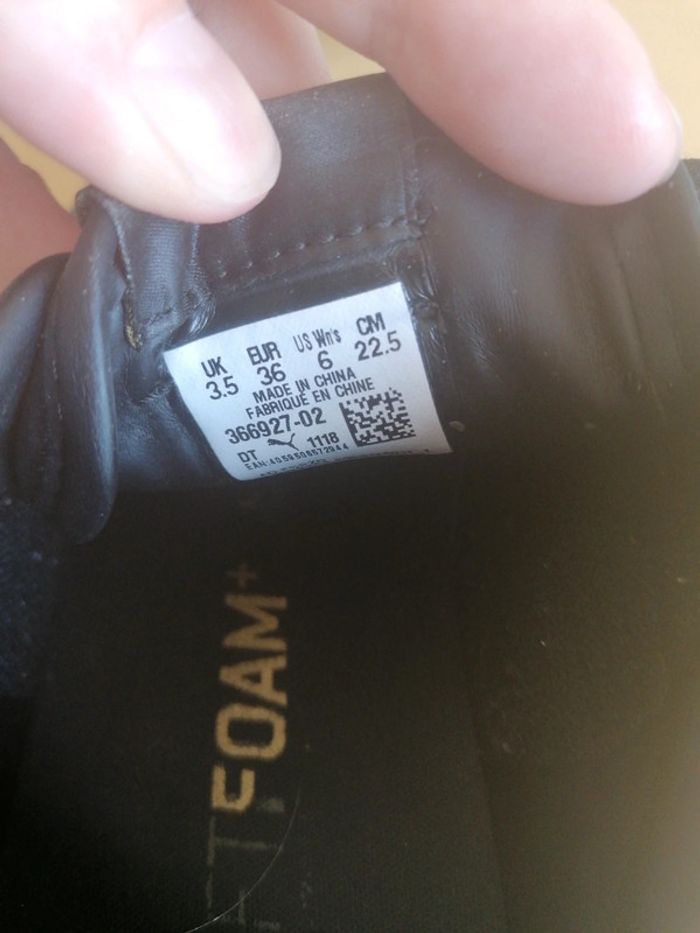 UK EUR US Wn's CM
3.5 36 6 22.5
MADE IN CHINA
FABRIQUÉ EN CHINE
366927-02
DT 1118
FOAM+